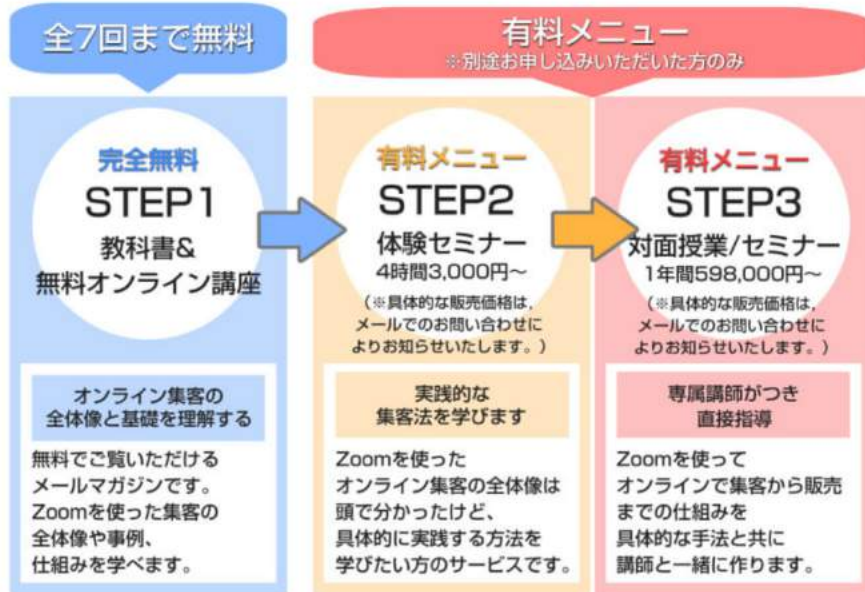 全7回まで無料
有料メニュー
※別途お申し込みいただいた方のみ
完全無料
STEP1
教科書&
無料オンライン講座
オンライン集客の
全体像と基礎を理解する
無料でご覧いただける
メールマガジンです。
Zoomを使った集客の
全体像や事例、
仕組みを学べます。
有料メニュー
STEP2
体験セミナー
4時間3,000円～
(※具体的な販売価格は、
メールでのお問い合わせに
よりお知らせいたします。)
実践的な
集客法を学びます
Zoomを使った
オンライン集客の全体像は
頭で分かったけど、
具体的に実践する方法を
学びたい方のサービスです。
有料メニュー
STEP3
対面授業/セミナー
1年間598,000円～
(※具体的な販売価格は、
メールでのお問い合わせに
よりお知らせいたします。)
専属講師がつき
直接指導
Zoomを使って
オンラインで集客から販売
までの仕組みを
具体的な手法と共に
講師と一緒に作ります。